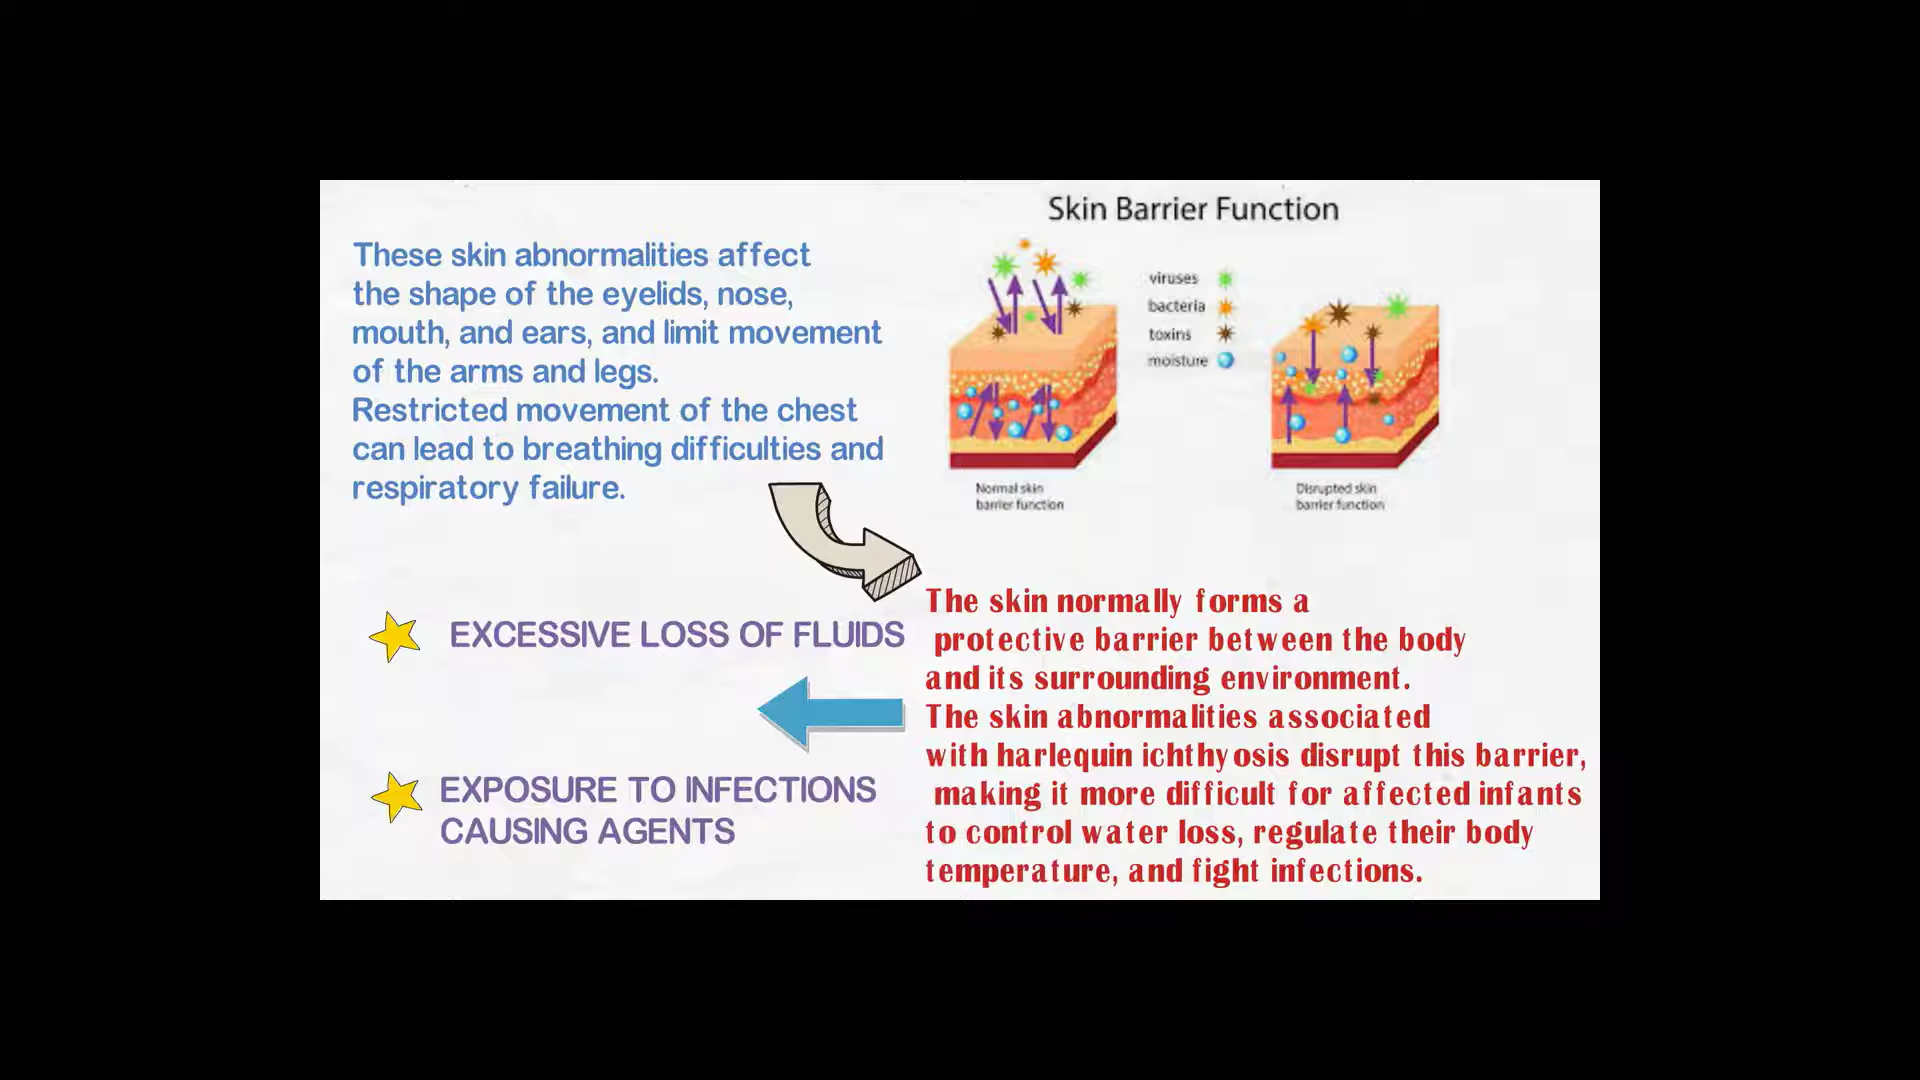 Skin Barrier Function
These skin abnormalities affect
the shape of the eyelids, nose,
mouth, and ears, and limit movement
of the arms and legs.
Restricted movement of the chest
can lead to breathing difficulties and
respiratory failure.
viruses
bacteria
toxins
moisture
Normal skin
barrier function
Disrupted skin
barrier function
The skin normally forms a
protective barrier between the body
and its surrounding environment.
The skin abnormalities associated
with harlequin ichthyosis disrupt this barrier,
making it more difficult for affected infants
to control water loss, regulate their body
temperature, and fight infections.
EXCESSIVE LOSS OF FLUIDS
EXPOSURE TO INFECTIONS
CAUSING AGENTS